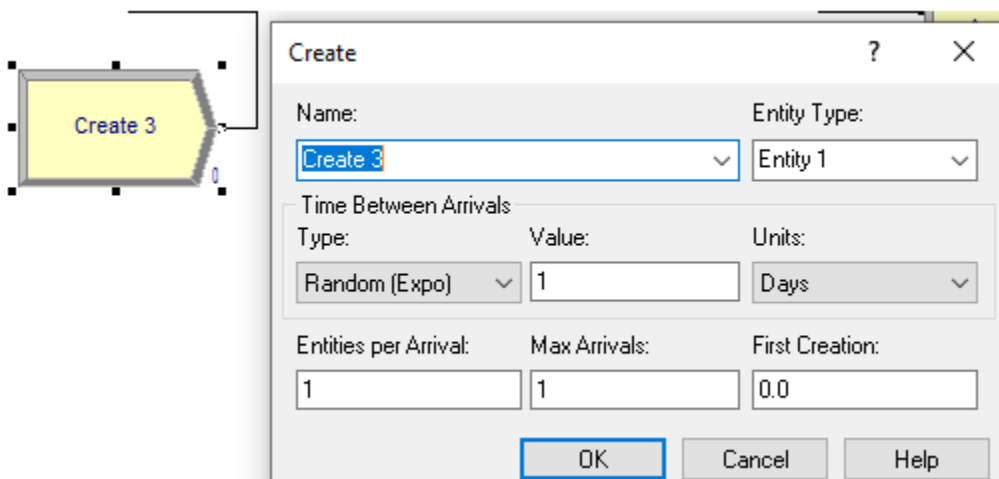 Create 3
0
Create
?
Name:
Entity Type:
Create 3
Entity 1
Time Between Arrivals
Type:
Value:
Units:
Random (Expo)
1
Days
Entities per Arrival:
Max Arrivals:
First Creation:
1
1
0.0
OK
Cancel
Help